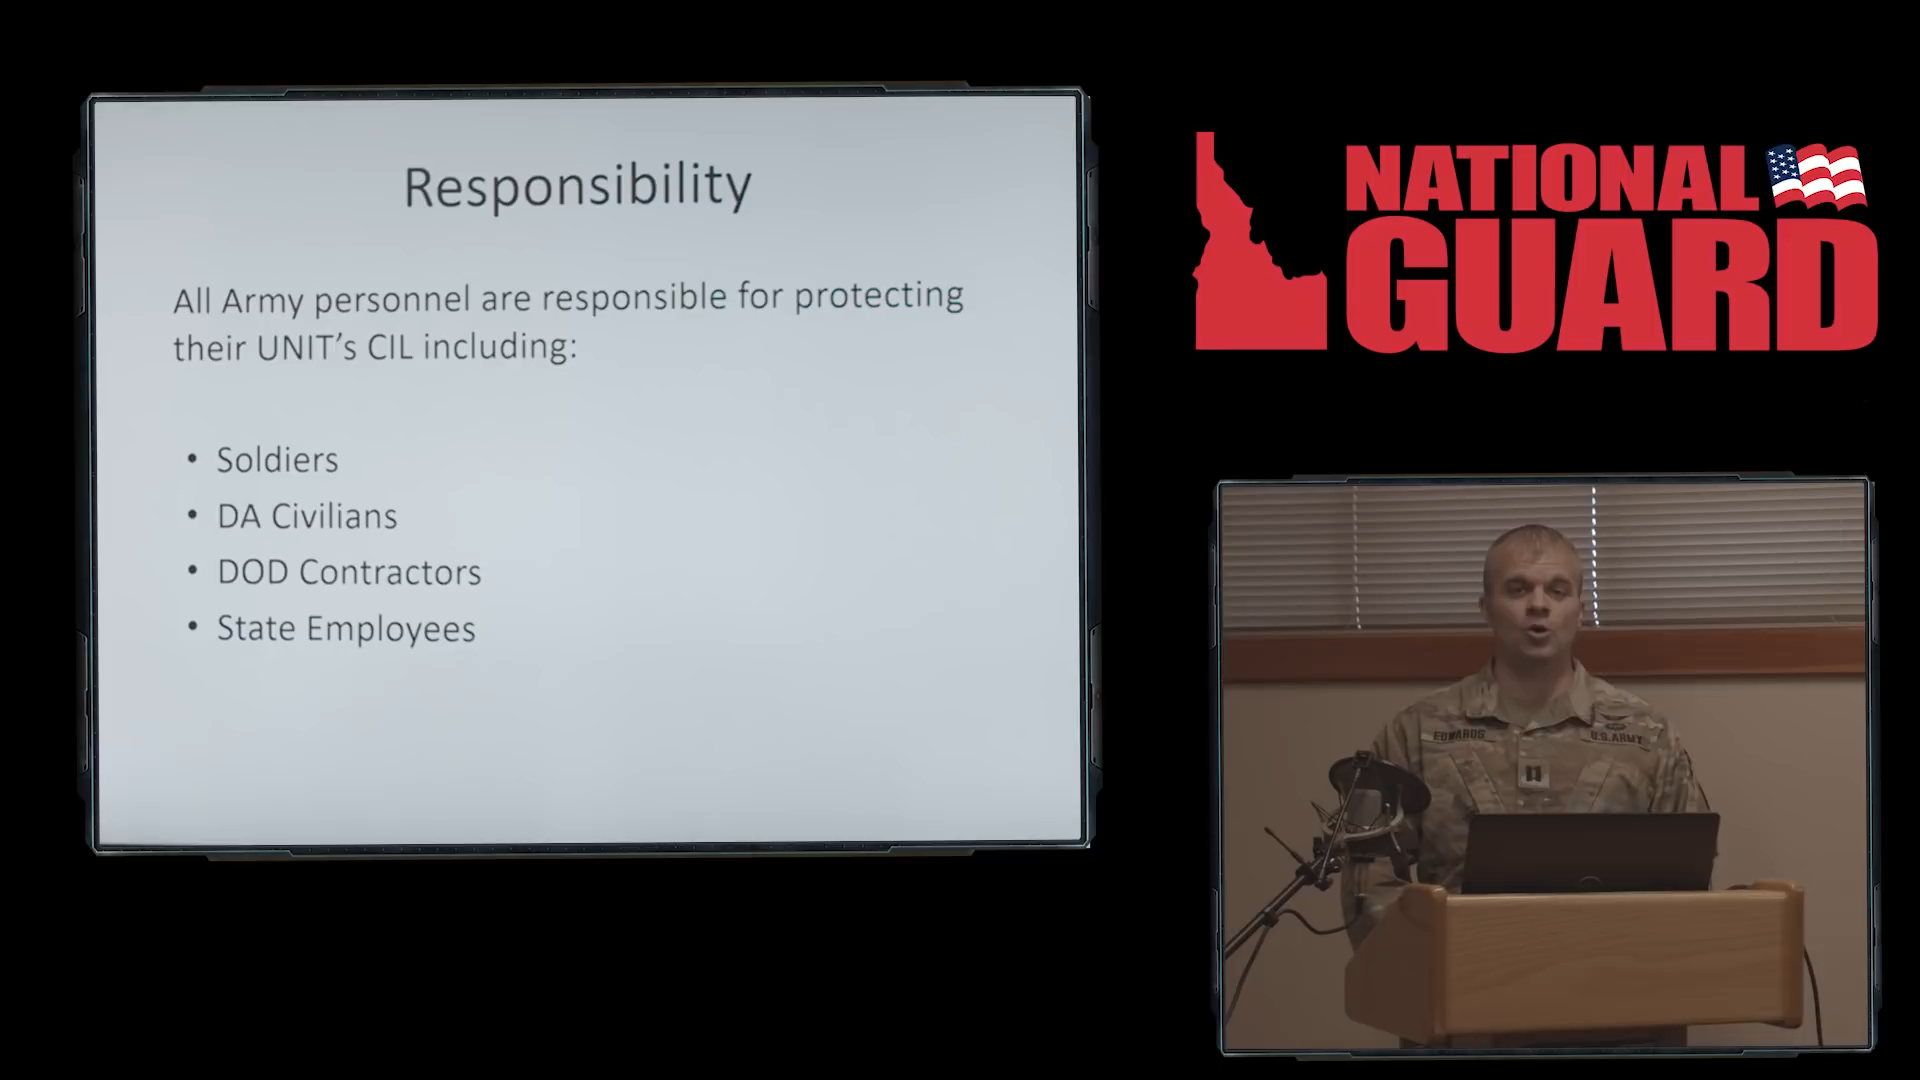 Responsibility
All Army personnel are responsible for protecting
their UNIT’s CIL including:
• Soldiers
• DA Civilians
• DOD Contractors
• State Employees
NATIONAL
GUARD
EDWARDS
U.S. ARMY